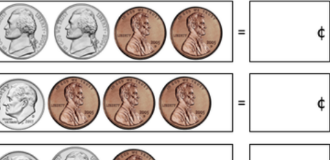 = ¢
= ¢